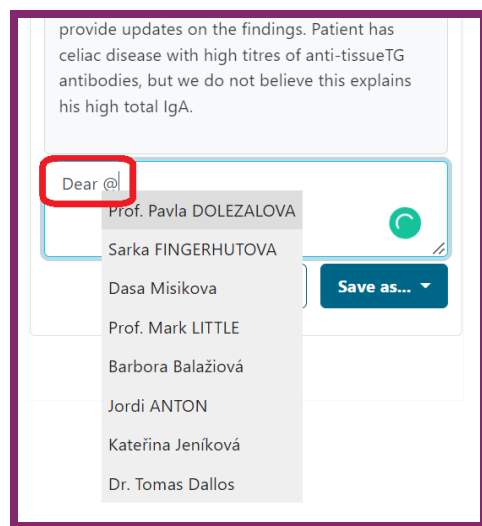 provide updates on the findings. Patient has
celiac disease with high titres of anti-tissueTG
antibodies, but we do not believe this explains
his high total IgA.
Dear @
Prof. Pavla DOLEZALOVA
Sarka FINGERHUTOVA
Dasa Misikova
Save as...
Prof. Mark LITTLE
Barbora Balažiová
Jordi ANTON
Kateřina Jeníková
Dr. Tomas Dallos